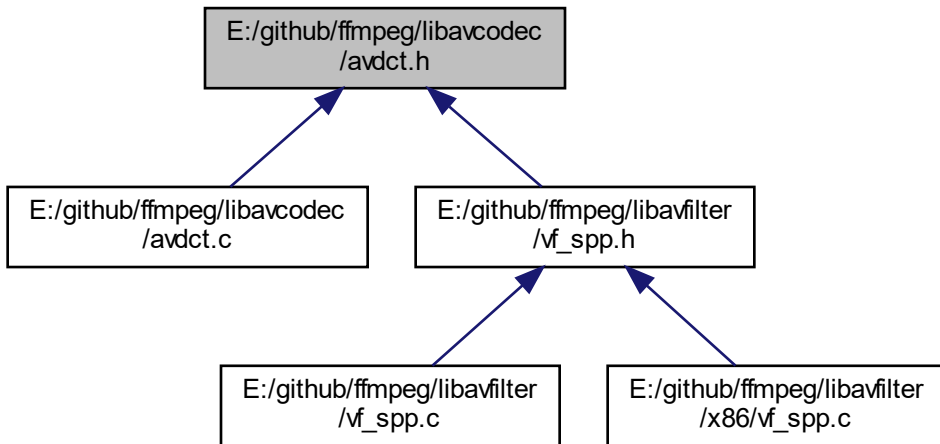 E:/github/ffmpeg/libavcodec
/avdct.h
E:/github/ffmpeg/libavcodec
/avdct.c
E:/github/ffmpeg/libavfilter
/vf_spp.h
E:/github/ffmpeg/libavfilter
/vf_spp.c
E:/github/ffmpeg/libavfilter
/x86/vf_spp.c